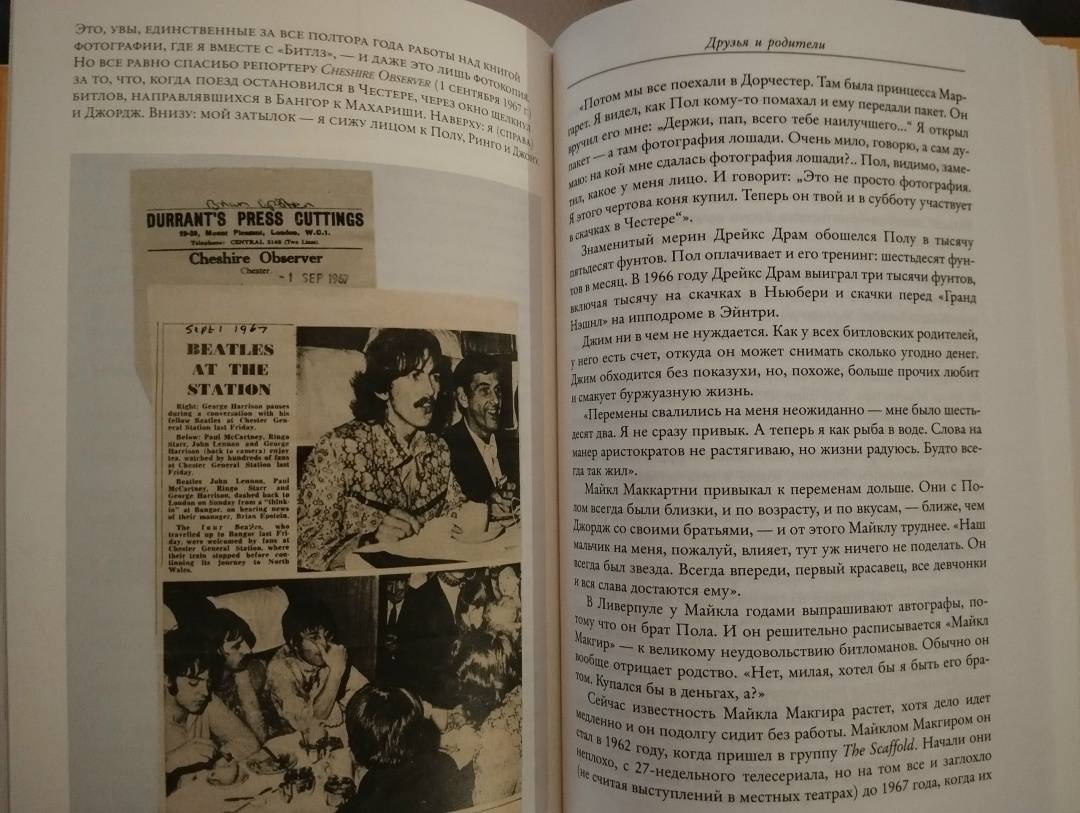 Это, увы, единственные за все полтора года работы над книгой
фотографии, где я вместе с «Битлз», — и даже это лишь фотокопия.
Но все равно спасибо репортеру Cheshire Observer (1 сентября 1967 г.)
за то, что, когда поезд остановился в Честере, через окно щелкнул
битлов, направлявшихся в Бангор к Махариши. Наверху: я (справа)
и Джордж. Внизу: мой затылок — я сижу лицом к Полу, Ринго и Джону.
Brian Epstein
DURRANT'S PRESS CUTTINGS
19-29, Mount Pleasant, London, W.C.1.
Telephone: CENTRAL 3149 (Two Lines)
Cheshire Observer
Chester.
- 1 SEP 1967
Sept 1 1967
BEATLES
AT THE
STATION
Right: George Harrison pauses
during a conversation with his
fellow Beatles at Chester Gen-
eral Station last Friday.
Below: Paul McCartney, Ringo
Starr, John Lennon and George
Harrison (back to camera) enjoy
tea, watched by hundreds of fans
at Chester General Station last
Friday.
Beatles John Lennon, Paul
McCartney, Ringo Starr and
George Harrison, dashed back to
London on Sunday from a "think-
in" at Bangor, on hearing news
of their manager, Brian Epstein.
The four Beatles, who
travelled up to Bangor last Fri-
day, were welcomed by fans at
Chester General Station, where
their train stopped before con-
tinuing its journey to North
Wales.
Друзья и родители
«Потом мы все поехали в Дорчестер. Там была принцесса Мар-
гарет. Я видел, как Пол кому-то помахал и ему передали пакет. Он
вручил его мне: „Держи, пап, всего тебе наилучшего...“ Я открыл
пакет — а там фотография лошади. Очень мило, говорю, а сам ду-
маю: на кой мне сдалась фотография лошади?.. Пол, видимо, заме-
тил, какое у меня лицо. И говорит: „Это не просто фотография.
Я этого чертова коня купил. Теперь он твой и в субботу участвует
в скачках в Честере“».
Знаменитый мерин Дрейкс Драм обошелся Полу в тысячу
пятьдесят фунтов. Пол оплачивает и его тренинг: шестьдесят фун-
тов в месяц. В 1966 году Дрейкс Драм выиграл три тысячи фунтов,
включая тысячу на скачках в Ньюбери и скачки перед «Гранд
Нэшнл» на ипподроме в Эйнтри.
Джим ни в чем не нуждается. Как у всех битловских родителей,
у него есть счет, откуда он может снимать сколько угодно денег.
Джим обходится без показухи, но, похоже, больше прочих любит
и смакует буржуазную жизнь.
«Перемены свалились на меня неожиданно — мне было шесть-
десят два. Я не сразу привык. А теперь я как рыба в воде. Слова на
манер аристократов не растягиваю, но жизни радуюсь. Будто все-
гда так жил».
Майкл Маккартни привыкал к переменам дольше. Они с По-
лом всегда были близки, и по возрасту, и по вкусам, — ближе, чем
Джордж со своими братьями, — и от этого Майклу труднее. «Наш
мальчик на меня, пожалуй, влияет, тут уж ничего не поделать. Он
всегда был звезда. Всегда впереди, первый красавец, все девчонки
и вся слава достаются ему».
В Ливерпуле у Майкла годами выпрашивают автографы, по-
тому что он брат Пола. И он решительно расписывается «Майкл
Макгир» — к великому неудовольствию битломанов. Обычно он
вообще отрицает родство. «Нет, милая, хотел бы я быть его бра-
том. Купался бы в деньгах, а?»
Сейчас известность Майкла Макгира растет, хотя дело идет
медленно и он подолгу сидит без работы. Майклом Макгиром он
стал в 1962 году, когда пришел в группу The Scaffold. Начали они
неплохо, с 27-недельного телесериала, но на том все и заглохло
(не считая выступлений в местных театрах) до 1967 года, когда их